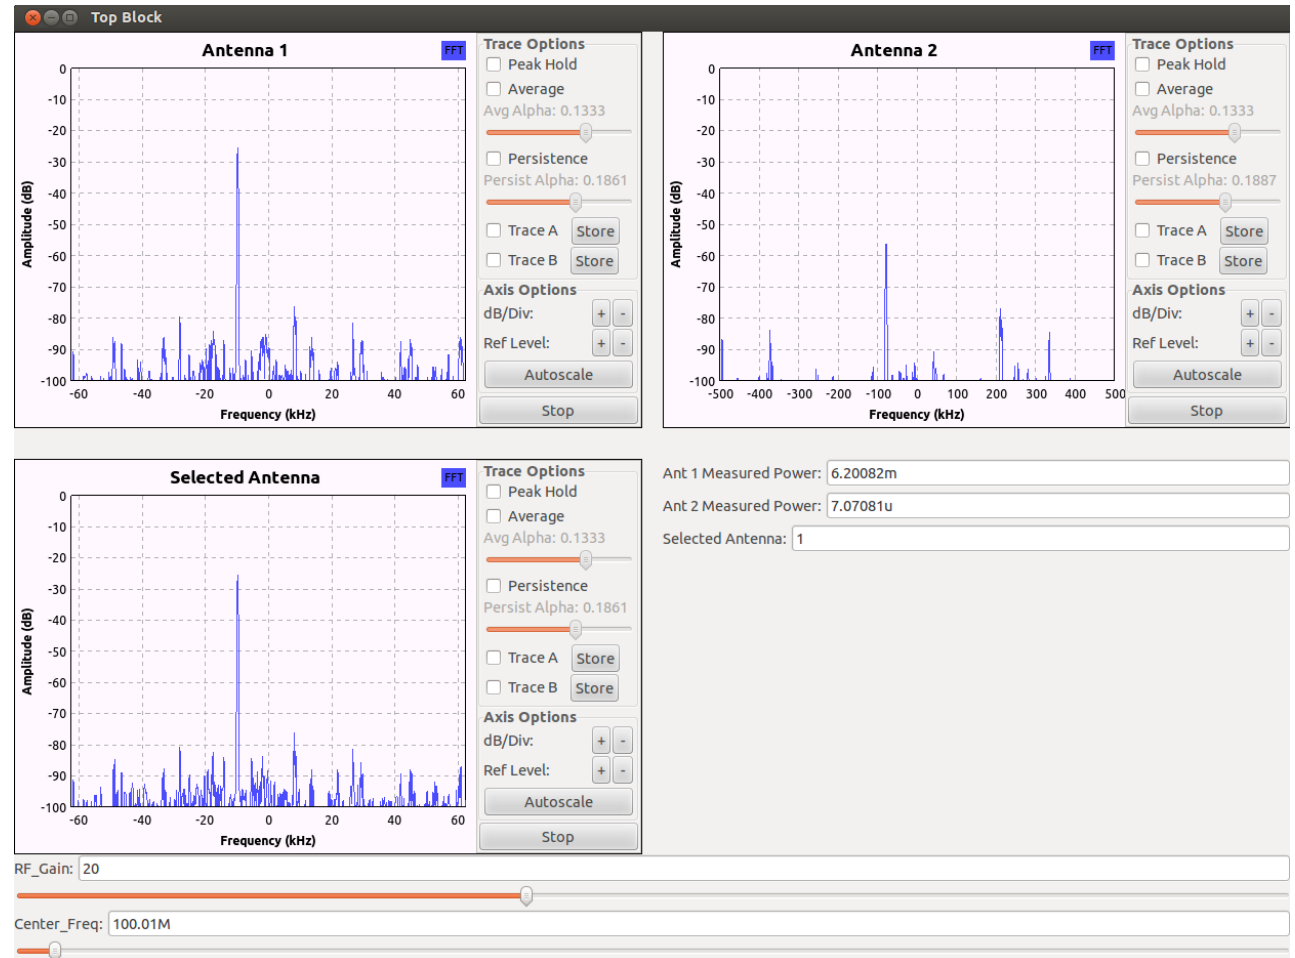 Top Block
Antenna 1
FFT
0
-10
-20
-30
-40
-50
-60
-70
-80
-90
-100
Amplitude (dB)
-60 -40 -20 0 20 40 60
Frequency (kHz)
Trace Options
Peak Hold
Average
Avg Alpha: 0.1333
Persistence
Persist Alpha: 0.1861
Trace A Store
Trace B Store
Axis Options
dB/Div: + -
Ref Level: + -
Autoscale
Stop
Antenna 2
FFT
0
-10
-20
-30
-40
-50
-60
-70
-80
-90
-100
Amplitude (dB)
-500 -400 -300 -200 -100 0 100 200 300 400 500
Frequency (kHz)
Trace Options
Peak Hold
Average
Avg Alpha: 0.1333
Persistence
Persist Alpha: 0.1887
Trace A Store
Trace B Store
Axis Options
dB/Div: + -
Ref Level: + -
Autoscale
Stop
Selected Antenna
FFT
0
-10
-20
-30
-40
-50
-60
-70
-80
-90
-100
Amplitude (dB)
-60 -40 -20 0 20 40 60
Frequency (kHz)
Trace Options
Peak Hold
Average
Avg Alpha: 0.1333
Persistence
Persist Alpha: 0.1861
Trace A Store
Trace B Store
Axis Options
dB/Div: + -
Ref Level: + -
Autoscale
Stop
Ant 1 Measured Power: 6.20082m
Ant 2 Measured Power: 7.07081u
Selected Antenna: 1
RF_Gain: 20
Center_Freq: 100.01M